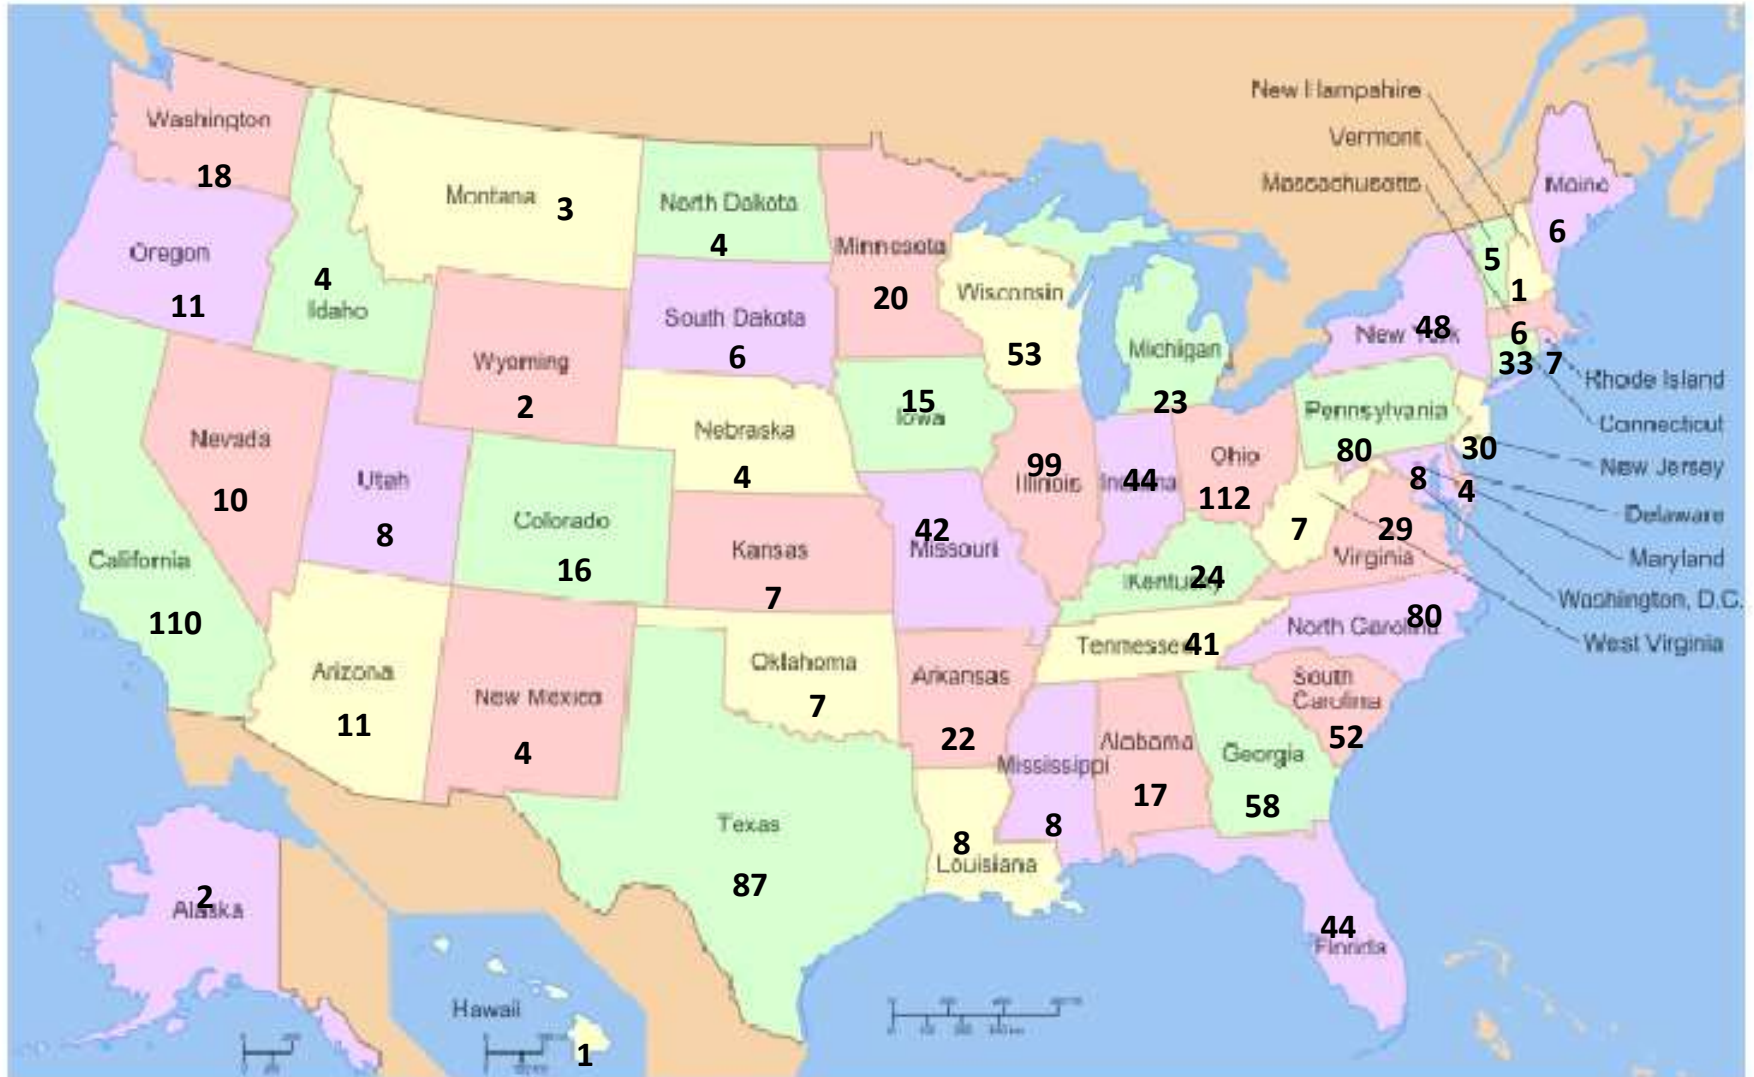 New Hampshire
Vermont
Massachusetts
Washington
18
Montana
3
North Dakota
4
Minnesota
20
Maine
6
Oregon
11
4
Idaho
5
1
Wisconsin
53
South Dakota
6
Michigan
23
New York
48
6
33
7
Wyoming
2
Rhode Island
15
Iowa
Pennsylvania
80
Connecticut
Nevada
10
Nebraska
4
30
New Jersey
Utah
8
99
Illinois
44
Indiana
Ohio
112
8
4
Delaware
Colorado
16
Kansas
7
42
Missouri
7
29
Virginia
Maryland
California
110
Kentucky
24
Washington, D.C.
80
North Carolina
West Virginia
Tennessee
41
Arizona
11
New Mexico
4
Oklahoma
7
Arkansas
22
South
Carolina
52
Mississippi
8
Alabama
17
Georgia
58
Texas
87
8
Louisiana
2
Alaska
44
Florida
Hawaii
1